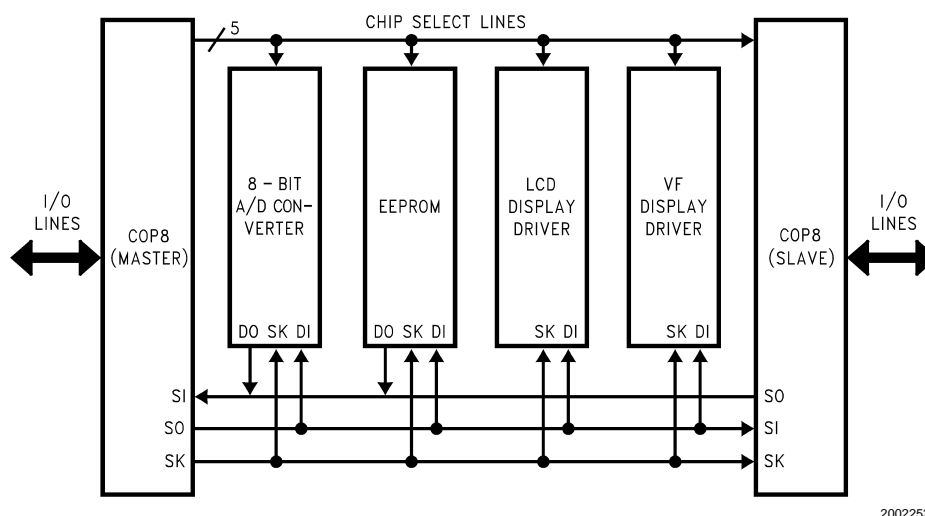 5
CHIP SELECT LINES
I/O
LINES
COP8
(MASTER)
8 - BIT
A/D CON-
VERTER
DO SK DI
EEPROM
DO SK DI
LCD
DISPLAY
DRIVER
SK DI
VF
DISPLAY
DRIVER
SK DI
COP8
(SLAVE)
I/O
LINES
SI
SO
SK
SO
SI
SK